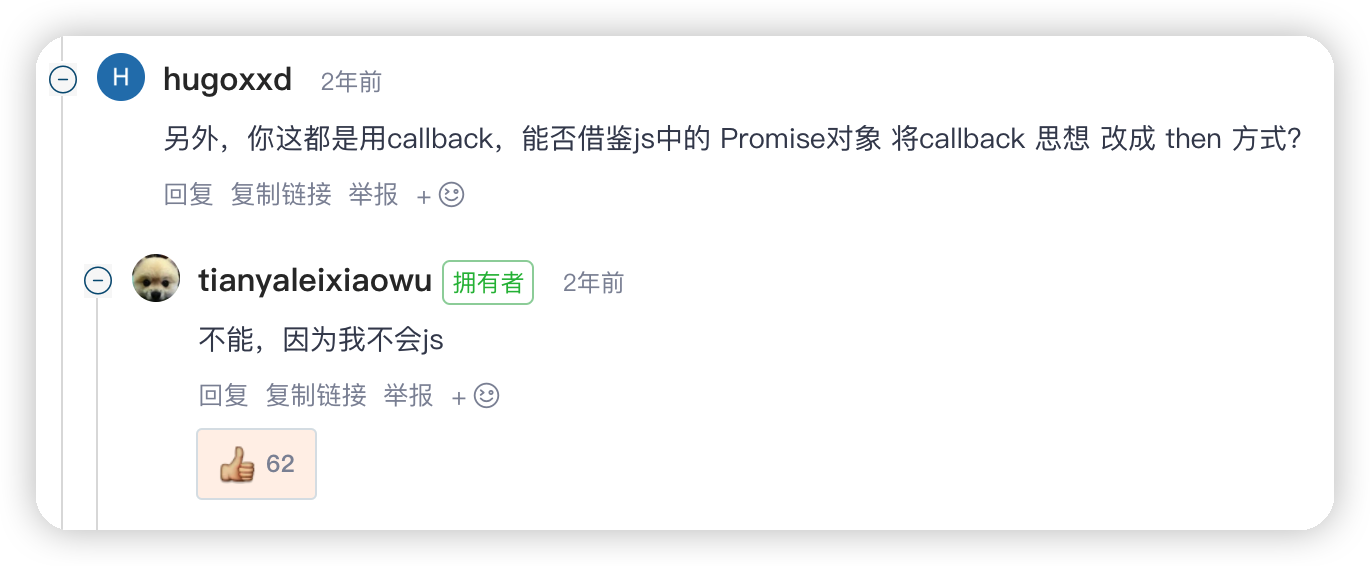 H hugoxxd 2年前
另外，你这都是用callback，能否借鉴js中的 Promise对象 将callback 思想 改成 then 方式?
回复 复制链接 举报 +
tianyaleixiaowu 拥有者 2年前
不能，因为我不会js
回复 复制链接 举报 +
62